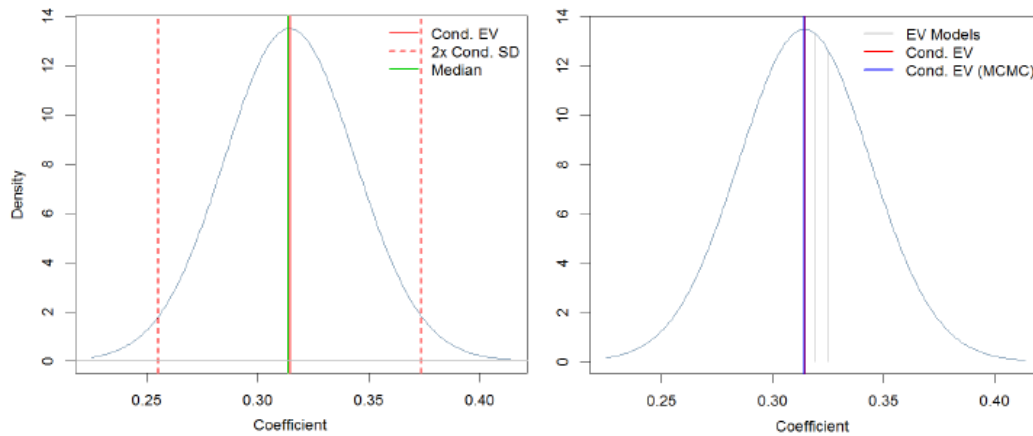 Density
14
12
10
8
6
4
2
0
Cond. EV
2x Cond. SD
Median
0.25 0.30 0.35 0.40
Coefficient
14
12
10
8
6
4
2
0
EV Models
Cond. EV
Cond. EV (MCMC)
0.25 0.30 0.35 0.40
Coefficient